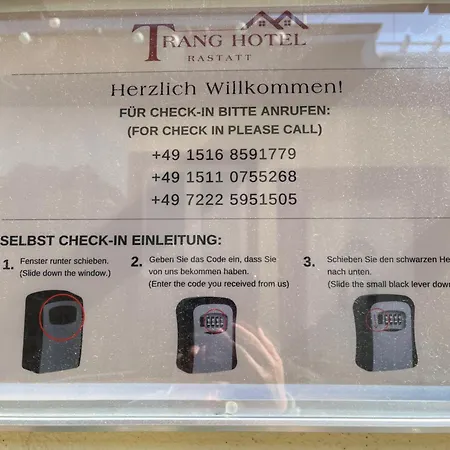 TRANG HOTEL
RASTATT
Herzlich Willkommen!
FÜR CHECK-IN BITTE ANRUFEN:
(FOR CHECK IN PLEASE CALL)
+49 1516 8591779
+49 1511 0755268
+49 7222 5951505
SELBST CHECK-IN EINLEITUNG:
1. Fenster runter schieben.
(Slide down the window.)
2. Geben Sie das Code ein, dass Sie
von uns bekommen haben.
(Enter the code you received from us)
3. Schieben Sie den schwarzen He
nach unten.
(Slide the small black lever down